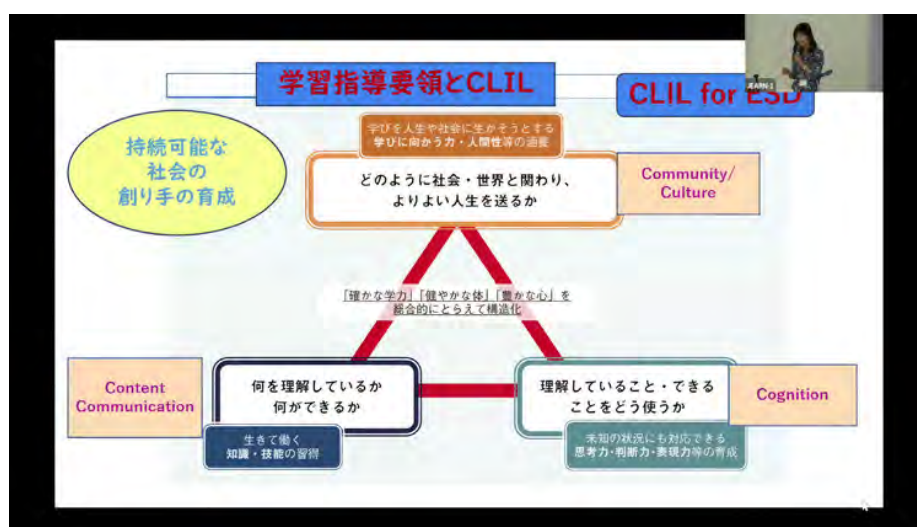 学習指導要領とCLIL
CLIL for ESD
持続可能な
社会の
創り手の育成
学びを人生や社会に生かそうとする
学びに向かう力・人間性等の涵養
どのように社会・世界と関わり、
よりよい人生を送るか
Community/
Culture
「確かな学力」「健やかな体」「豊かな心」を
総合的にとらえて構造化
Content
Communication
何を理解しているか
何ができるか
生きて働く
知識・技能の習得
理解していること・できる
ことをどう使うか
Cognition
未知の状況にも対応できる
思考力・判断力・表現力等の育成